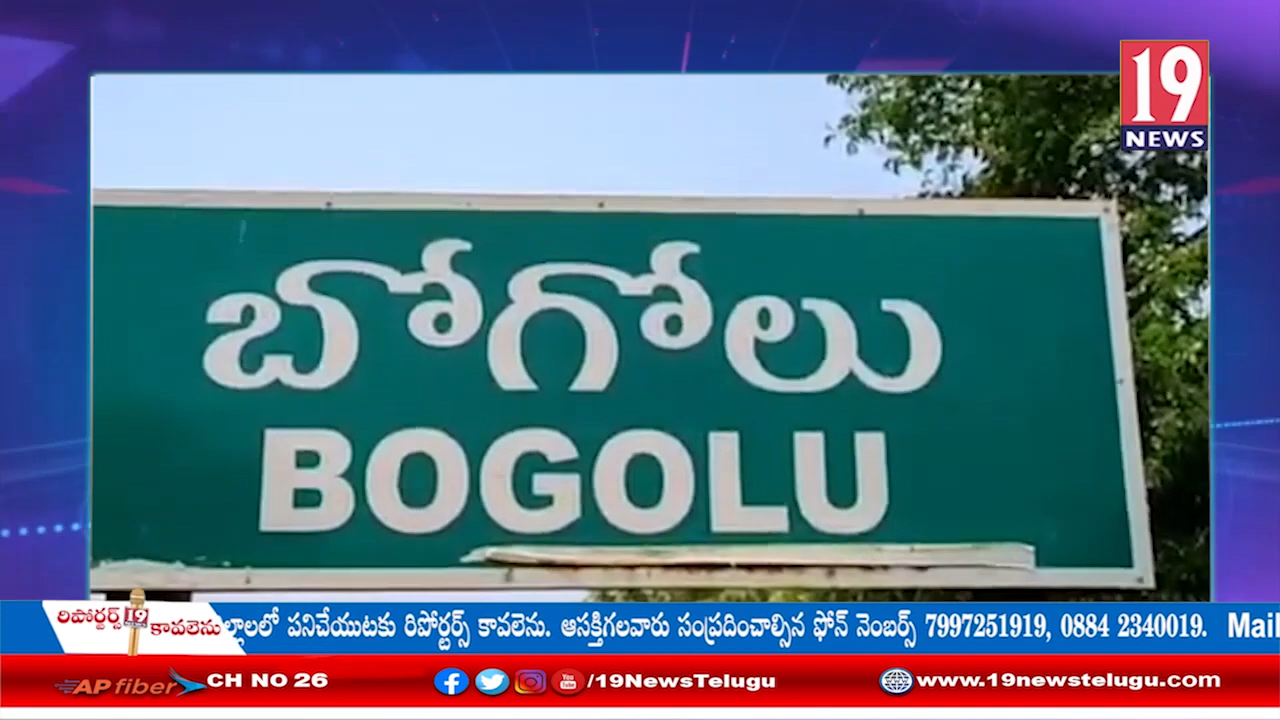 19
NEWS
బోగోలు
BOGOLU
రిపోర్టర్స్ 19
కావలెను
ల్లాలలో పనిచేయుటకు రిపోర్టర్స్ కావలెను. ఆసక్తిగలవారు సంప్రదించాల్సిన ఫోన్ నెంబర్స్ 7997251919, 0884 2340019. Mail
AP fiber CH NO 26
/19NewsTelugu
www.19newstelugu.com